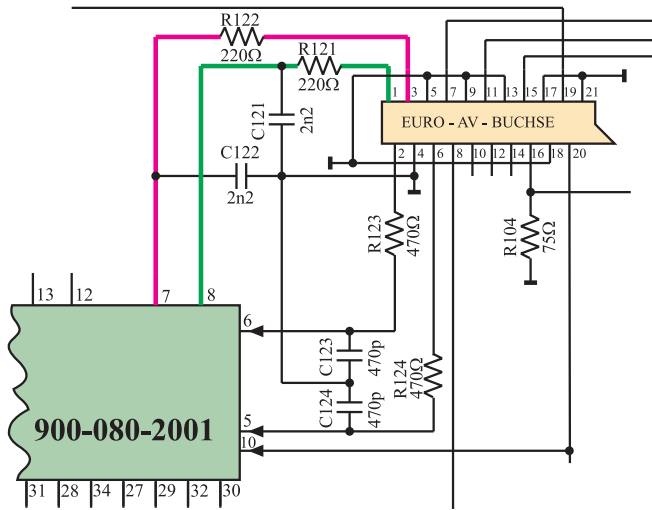 R122
220Ω
R121
220Ω
C121
2n2
C122
2n2
1 3 5 7 9 11 13 15 17 19 21
EURO - AV - BUCHSE
2 4 6 8 10 12 14 16 18 20
R123
470Ω
R104
75Ω
13 12 7 8
6
C123
470p
R124
470Ω
C124
470p
900-080-2001
5
10
31 28 34 27 29 32 30